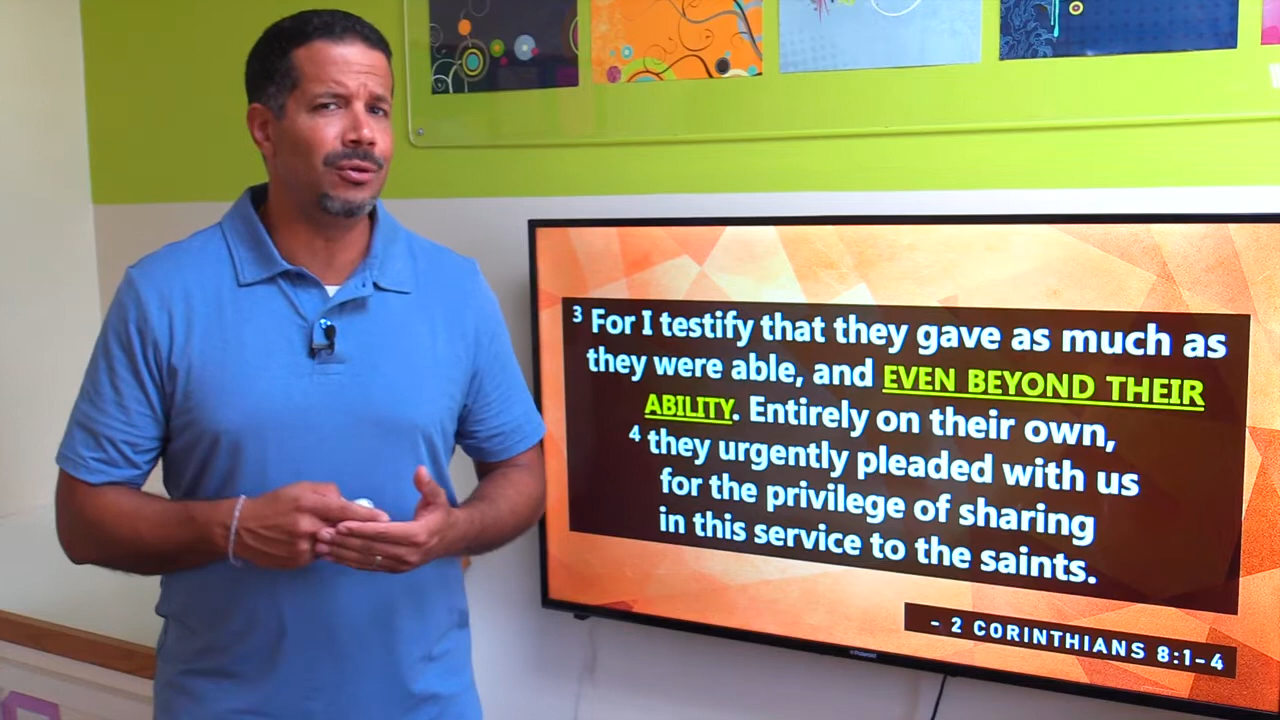 3 For I testify that they gave as much as
they were able, and EVEN BEYOND THEIR
ABILITY. Entirely on their own,
4 they urgently pleaded with us
for the privilege of sharing
in this service to the saints.
- 2 CORINTHIANS 8:1-4
Polaroid